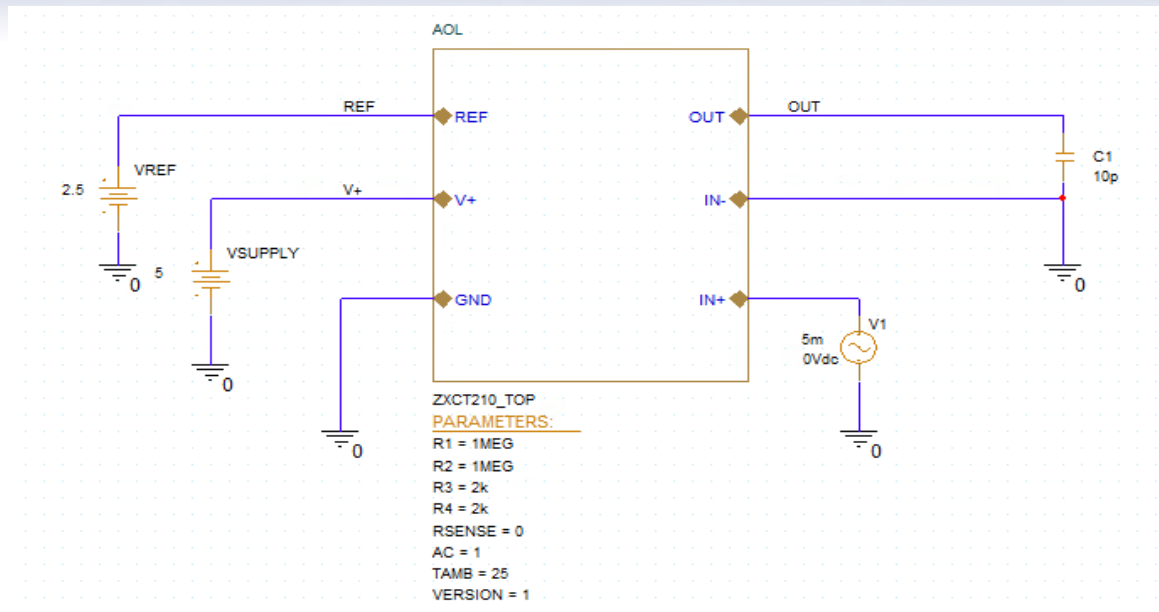 AOL
REF
REF
OUT
OUT
C1
10p
VREF
2.5
V+
V+
IN-
VSUPPLY
5
0
0
GND
IN+
V1
5m
0Vdc
0
ZXCT210_TOP
PARAMETERS:
0
0
R1 = 1MEG
R2 = 1MEG
R3 = 2k
R4 = 2k
RSENSE = 0
AC = 1
TAMB = 25
VERSION = 1